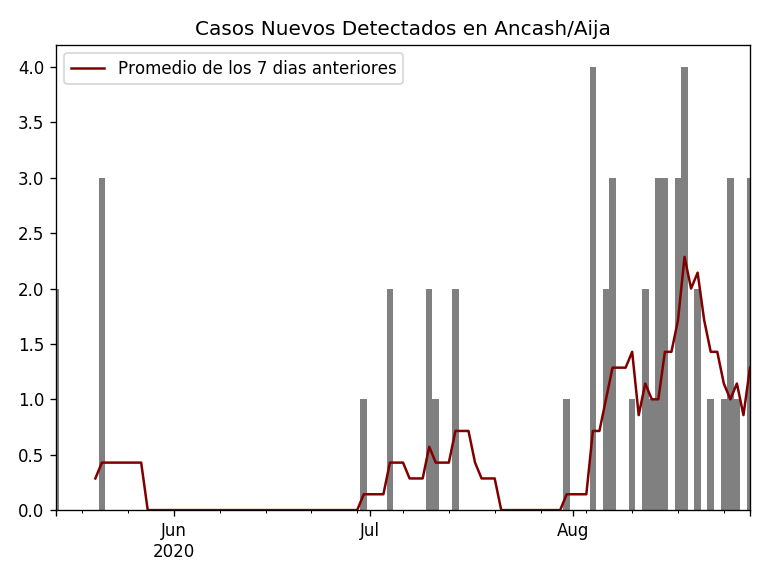 Casos Nuevos Detectados en Ancash/Aija
Promedio de los 7 dias anteriores
4.0
3.5
3.0
2.5
2.0
1.5
1.0
0.5
0.0
Jun
2020
Jul
Aug